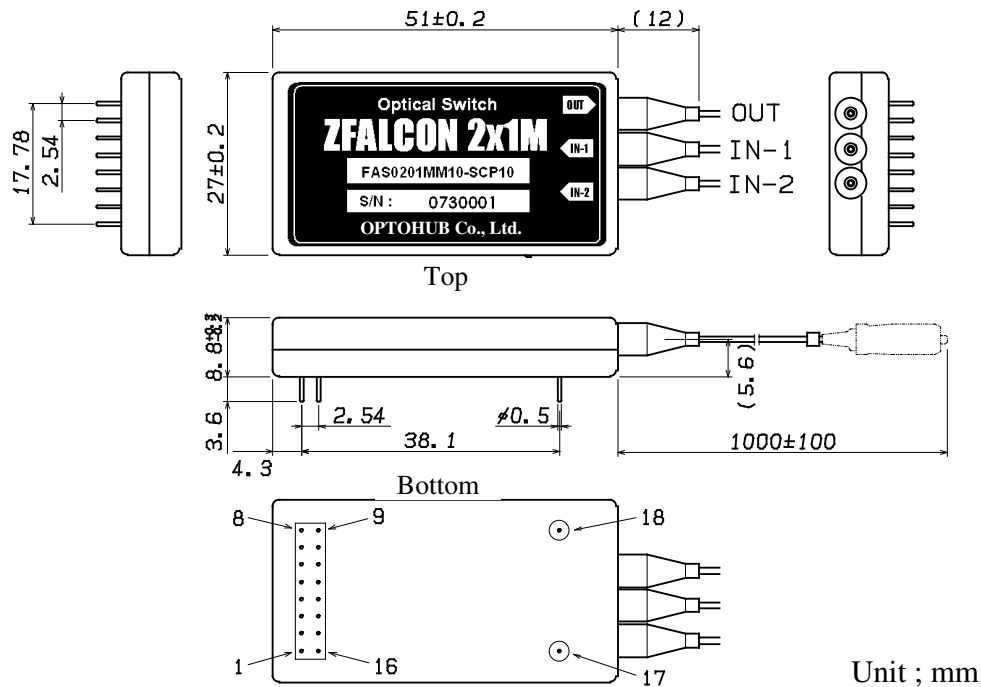 51±0.2
(12)
17.78
2.54
27±0.2
Optical Switch
ZFALCON 2x1M
FAS0201MM10-SCP10
S/N : 0730001
OPTOHUB Co., Ltd.
OUT
IN-1
IN-2
OUT
IN-1
IN-2
Top
3.6
4.3
2.54
38.1
ø0.5
(5.6)
1000±100
Bottom
8
9
18
1
16
17
Unit ; mm